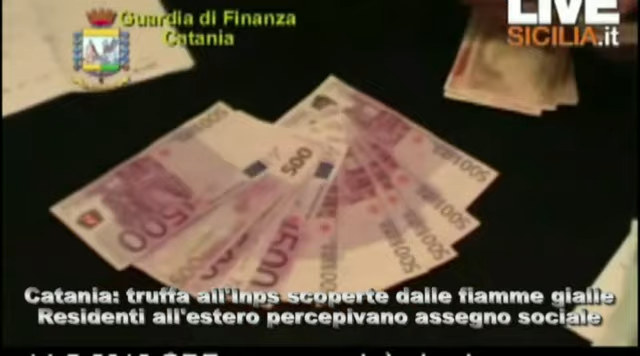 Guardia di Finanza
Catania
LIVE
SICILIA.it
500
500
500
500
500
500
Catania: truffa all'Inps scoperte dalle fiamme gialle
Residenti all'estero percepivano assegno sociale